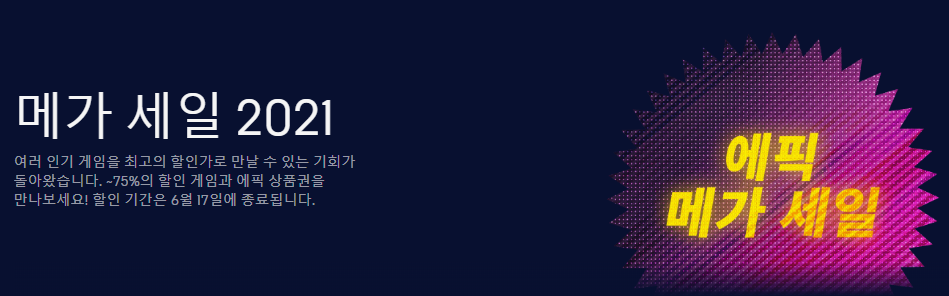 메가 세일 2021
여러 인기 게임을 최고의 할인가로 만날 수 있는 기회가
돌아왔습니다. ~75%의 할인 게임과 에픽 상품권을
만나보세요! 할인 기간은 6월 17일에 종료됩니다.
에픽
메가 세일